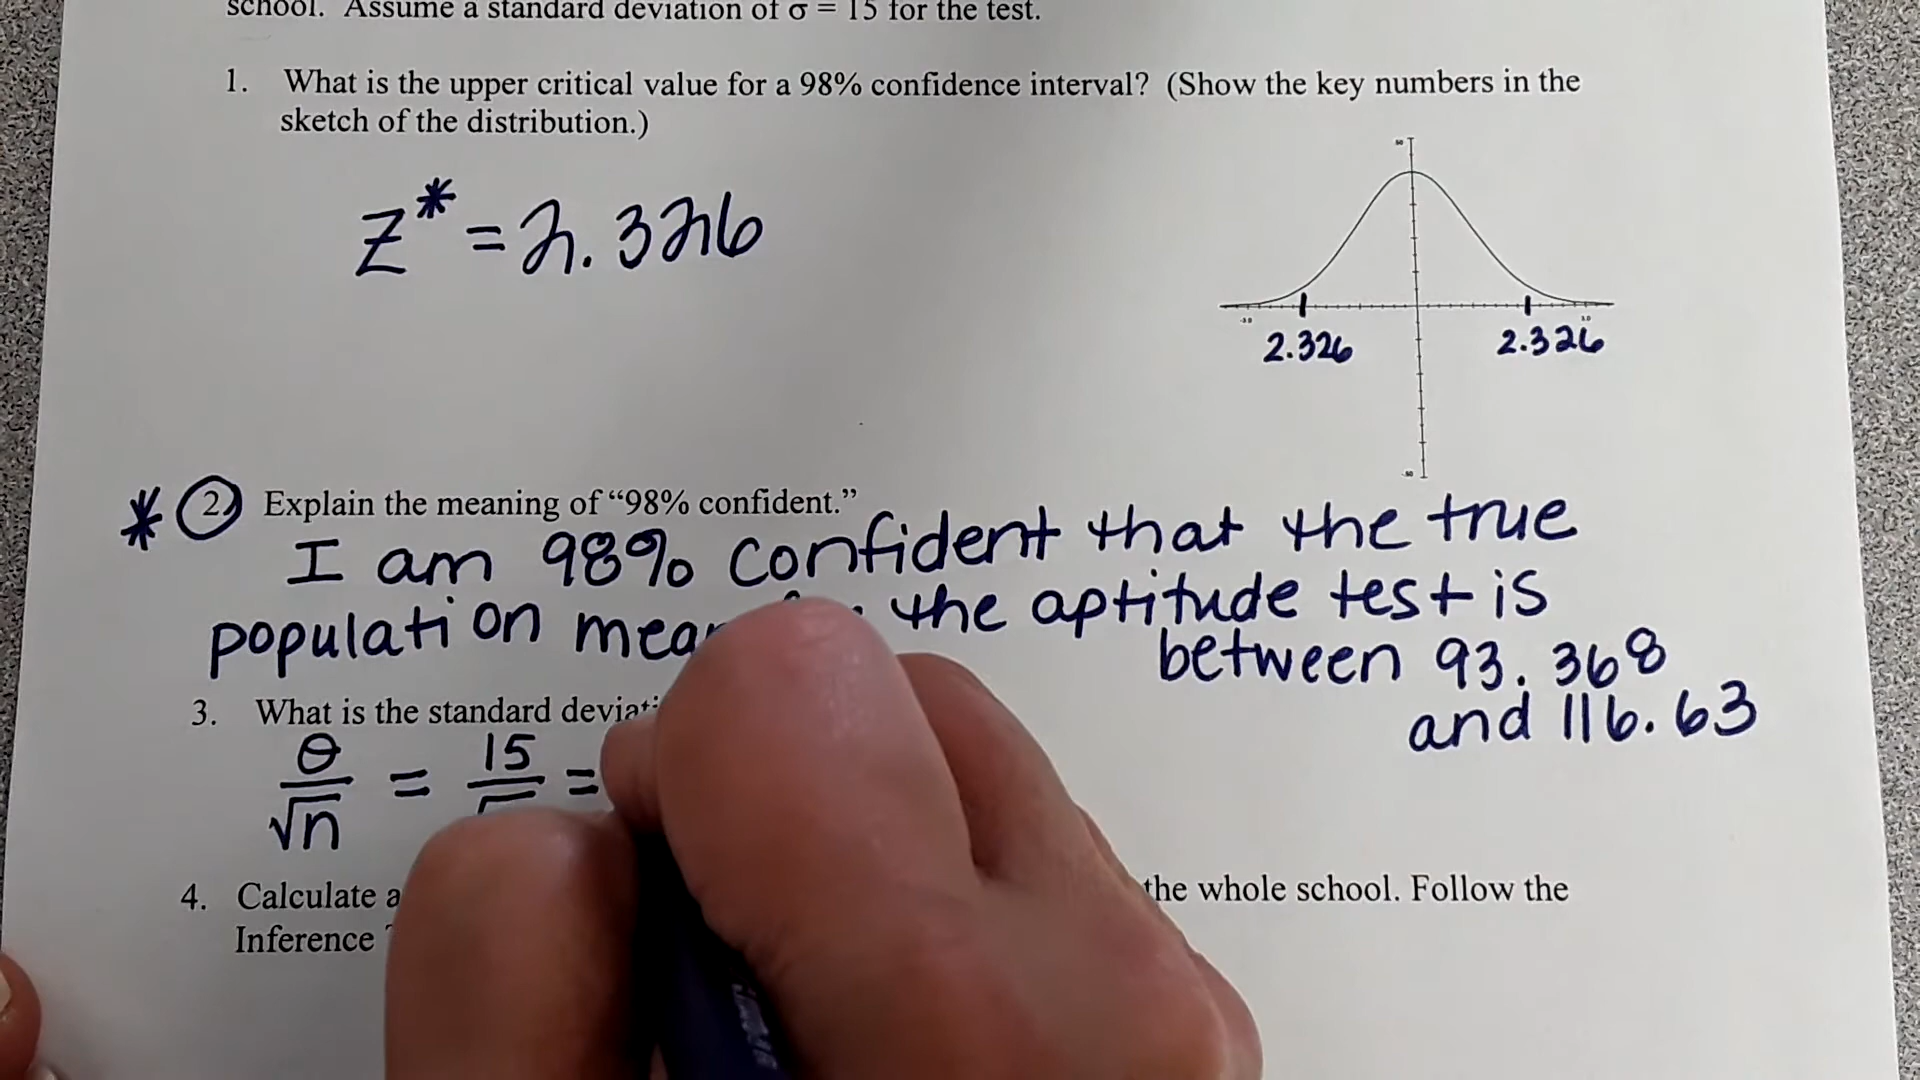 school. Assume a standard deviation of σ = 15 for the test.
1. What is the upper critical value for a 98% confidence interval? (Show the key numbers in the
sketch of the distribution.)
z* = 2.326
2.326 2.326
* 2. Explain the meaning of “98% confident.”
I am 98% confident that the true
population the aptitude test is
between 93.368
and 116.63
3. What is the standard
θ/√n = 15/√ =
4. Calculate the whole school. Follow the
Inference